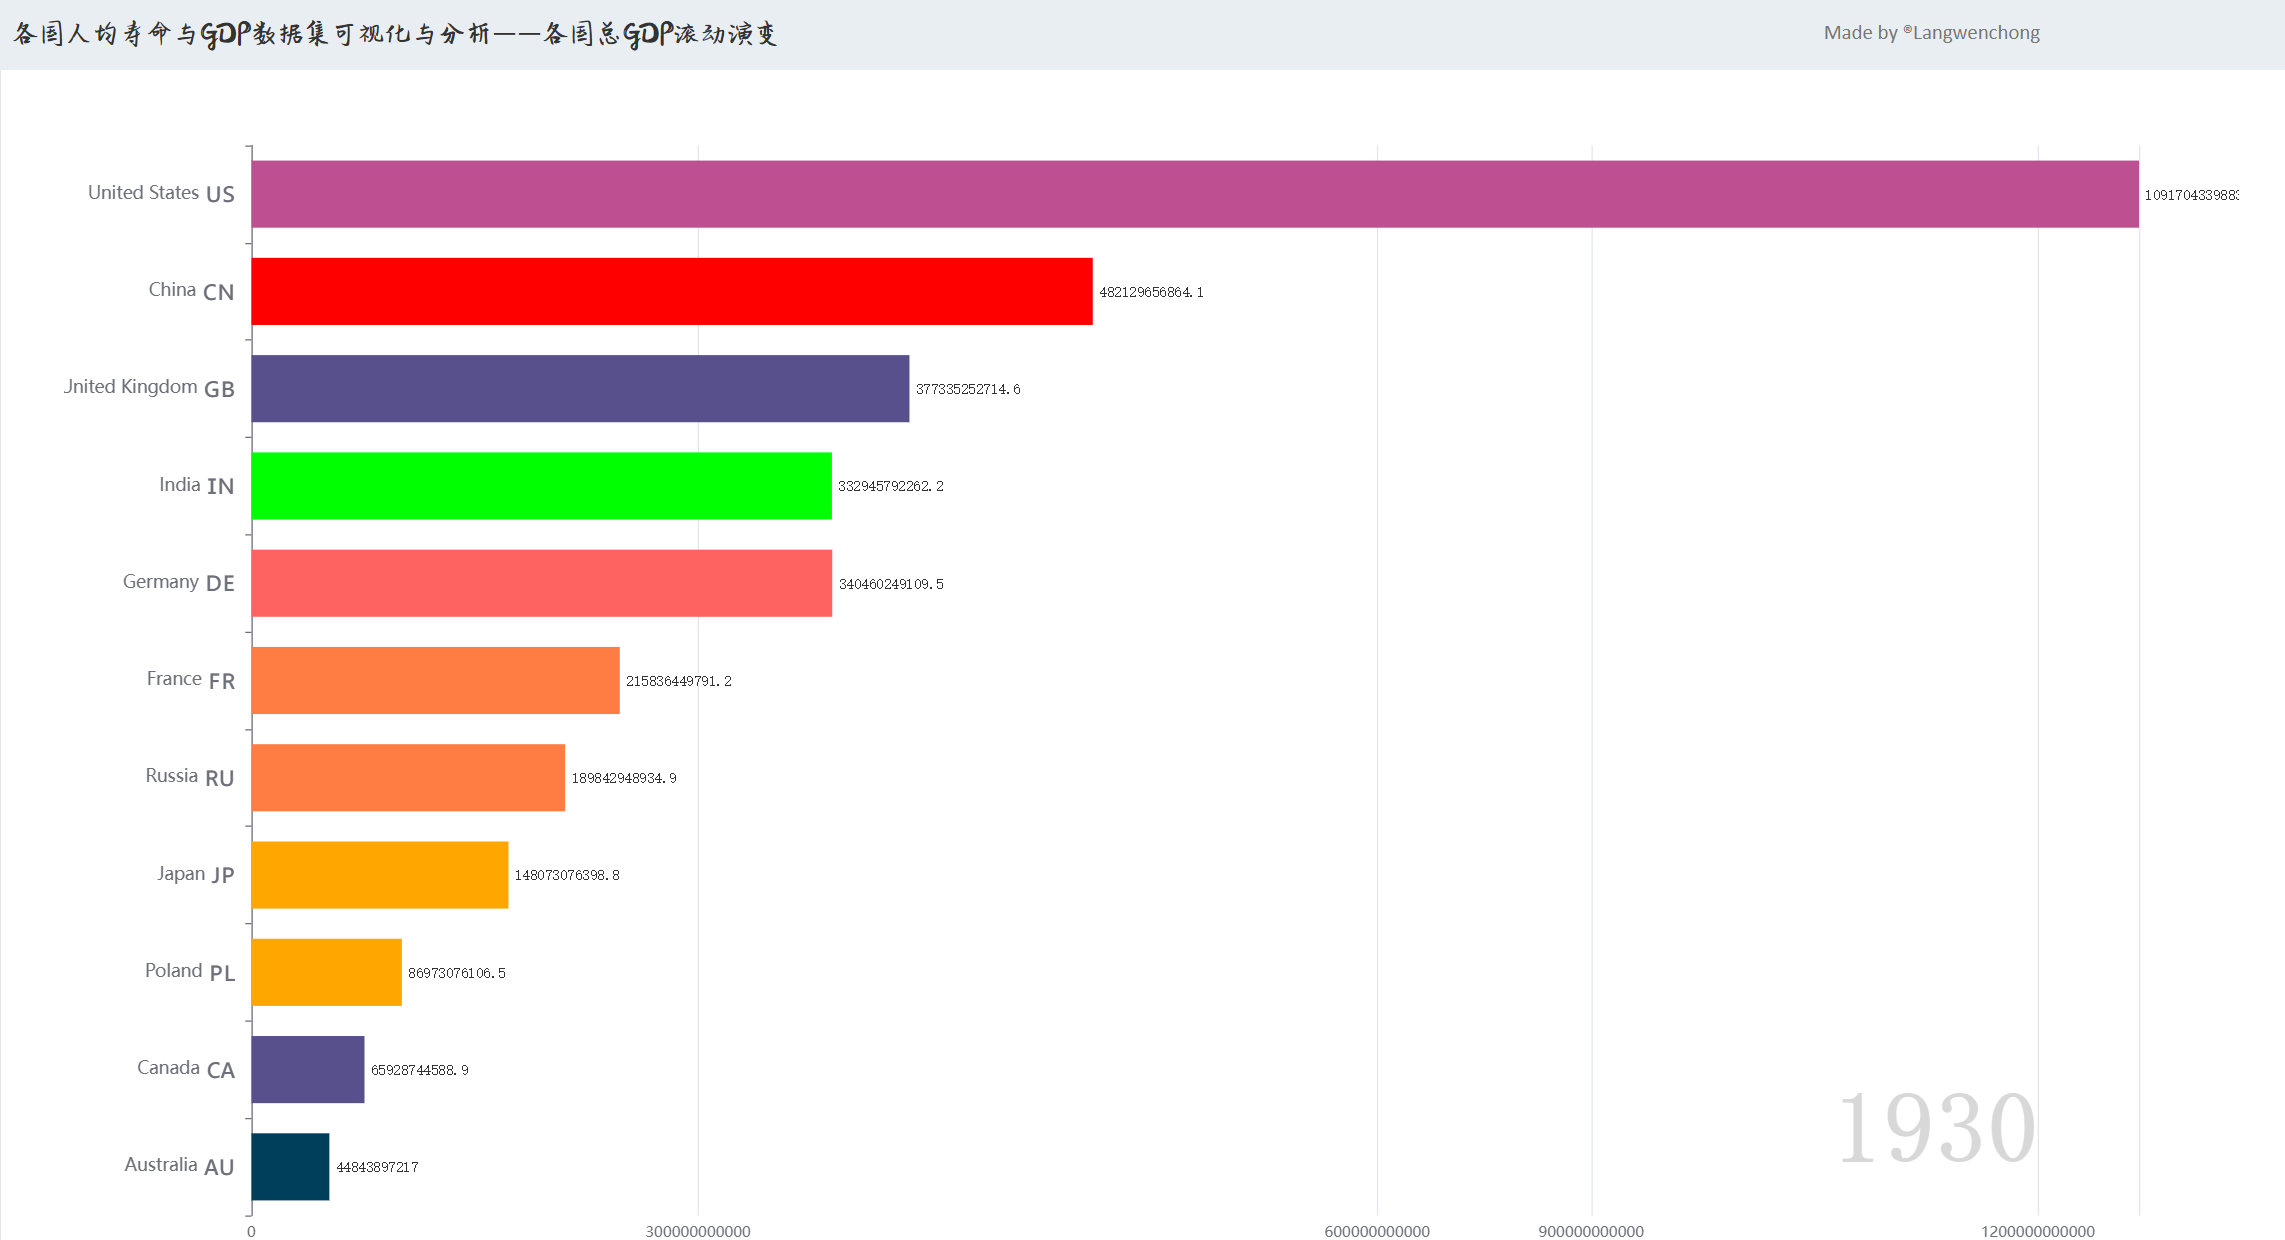 各国人均寿命与GDP数据集可视化与分析——各国总GDP滚动演变
Made by ®Langwenchong
United States US
109170433988
China CN
482129656864.1
United Kingdom GB
377335252714.6
India IN
332945792262.2
Germany DE
340460249109.5
France FR
215836449791.2
Russia RU
189842948934.9
Japan JP
148073076398.8
Poland PL
86973076106.5
Canada CA
65928744588.9
Australia AU
44843897217
1930
0 300000000000 600000000000 900000000000 1200000000000